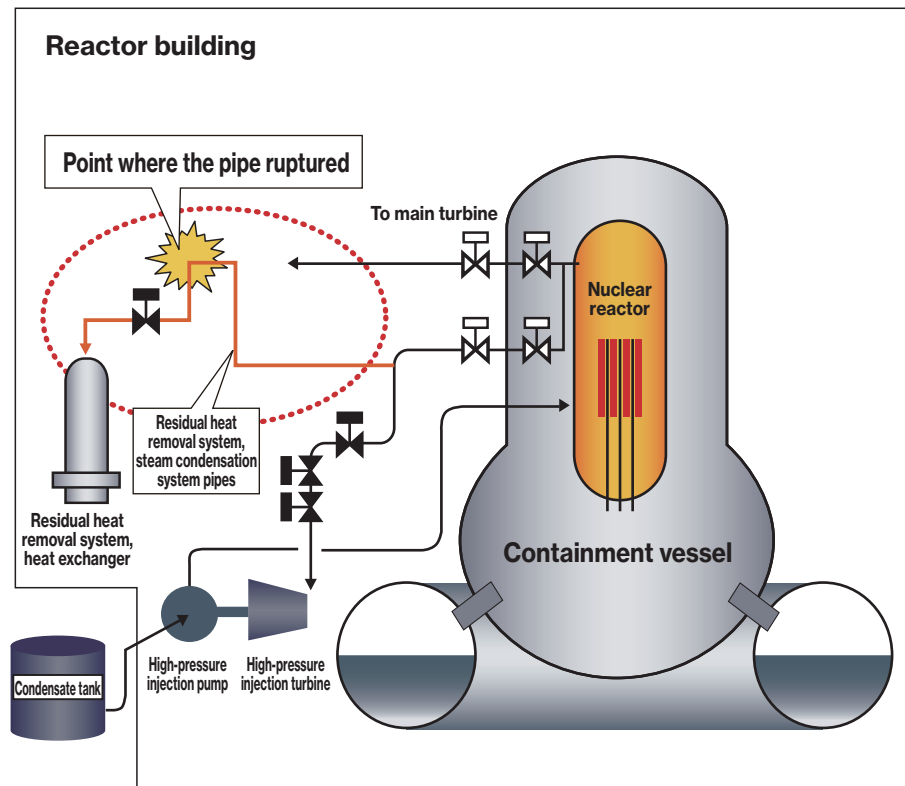 Reactor building
Point where the pipe ruptured
To main turbine
Nuclear
reactor
Residual heat
removal system,
steam condensation
system pipes
Residual heat
removal system,
heat exchanger
Containment vessel
Condensate tank
High-pressure
injection pump
High-pressure
injection turbine